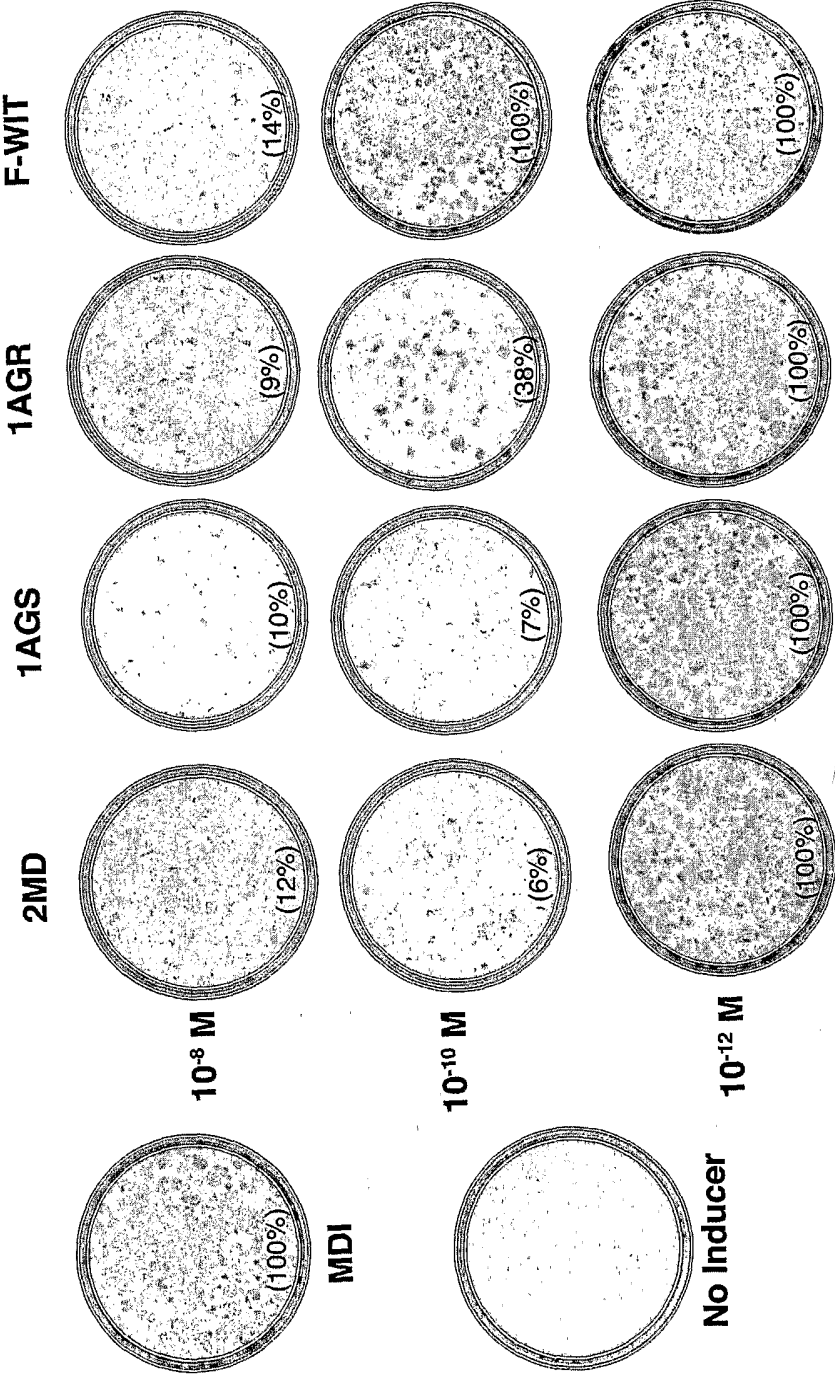 2MD 1AGS 1AGR F-WIT
(100%) 10⁻⁸ M (12%) (10%) (9%) (14%)
MDI
10⁻¹⁰ M (6%) (7%) (38%) (100%)
No Inducer
10⁻¹² M (100%) (100%) (100%) (100%)